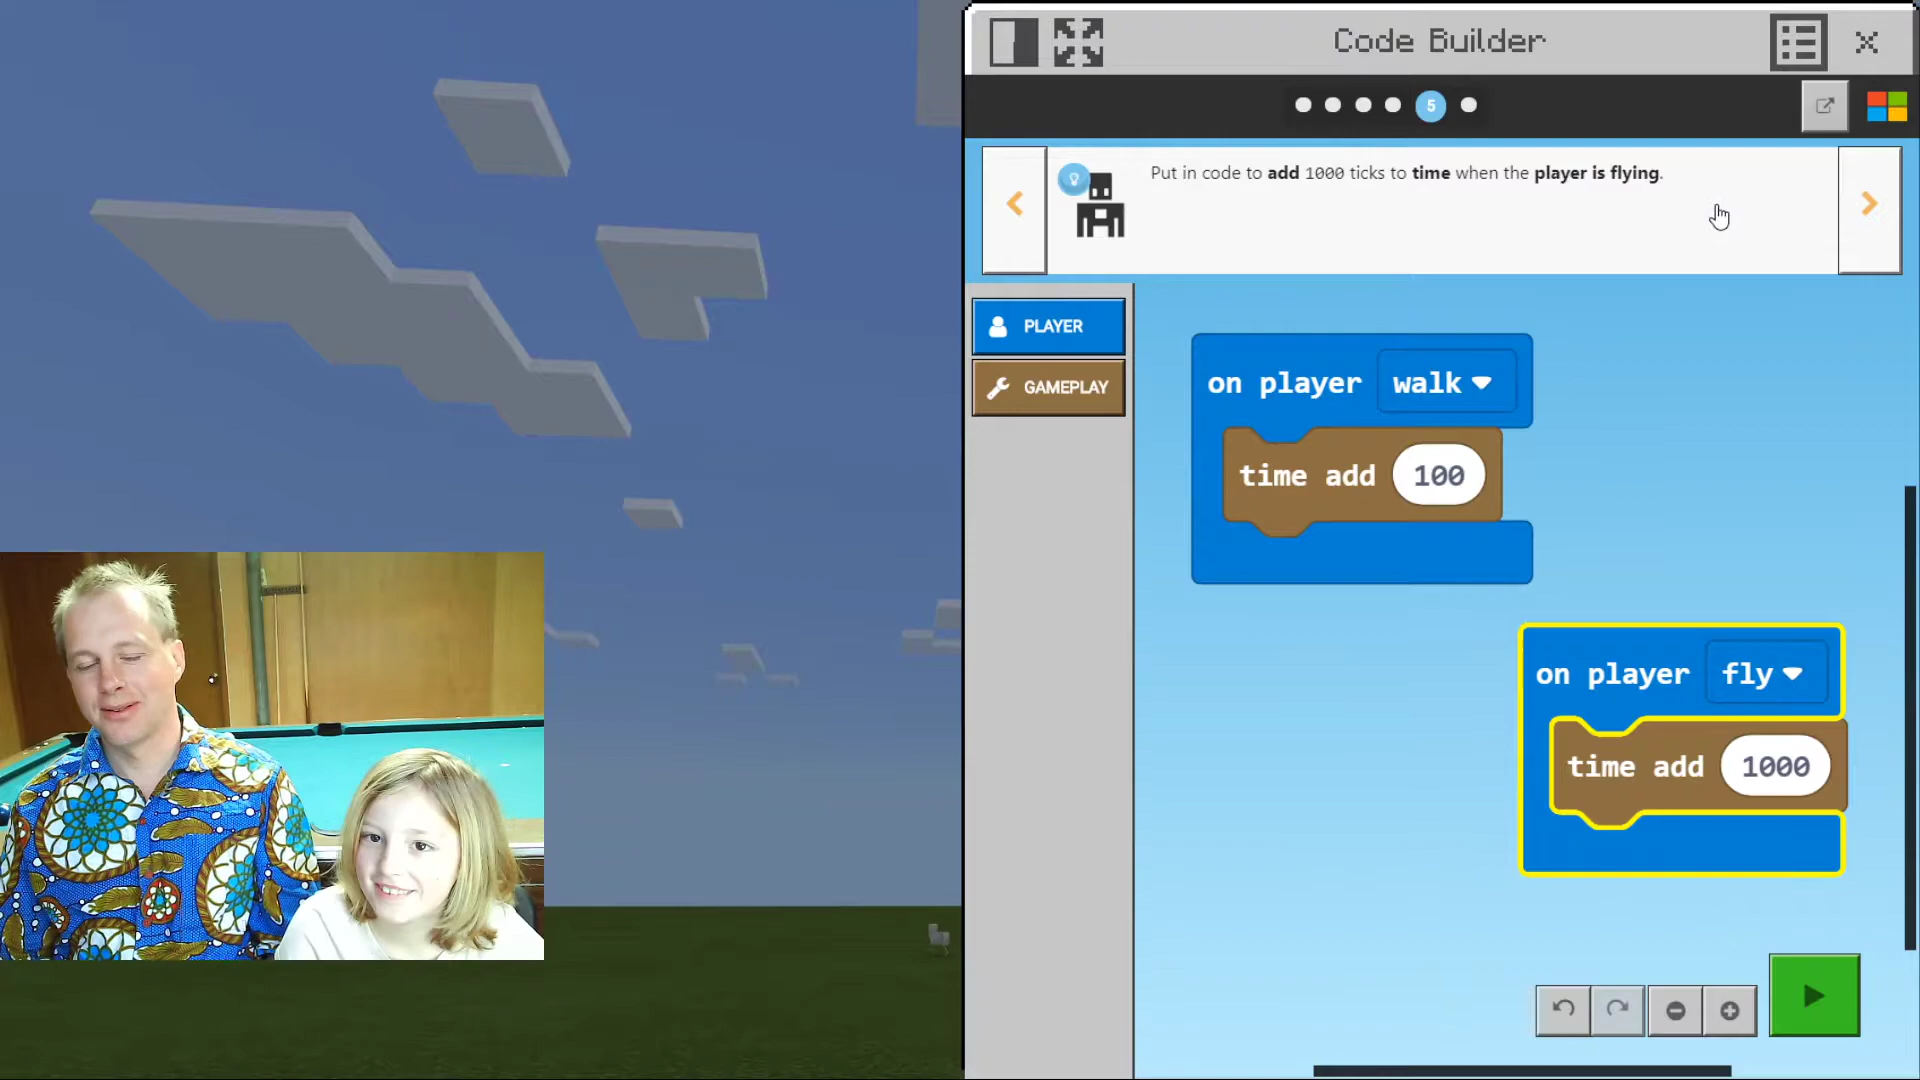 Code Builder
5
Put in code to add 1000 ticks to time when the player is flying.
PLAYER
GAMEPLAY
on player walk
time add 100
on player fly
time add 1000